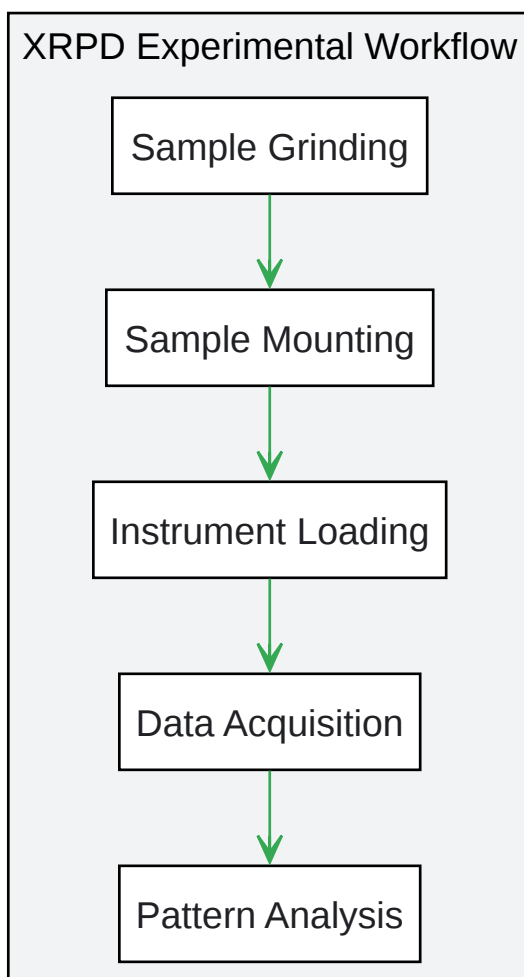 XRPD Experimental Workflow
Sample Grinding
Sample Mounting
Instrument Loading
Data Acquisition
Pattern Analysis